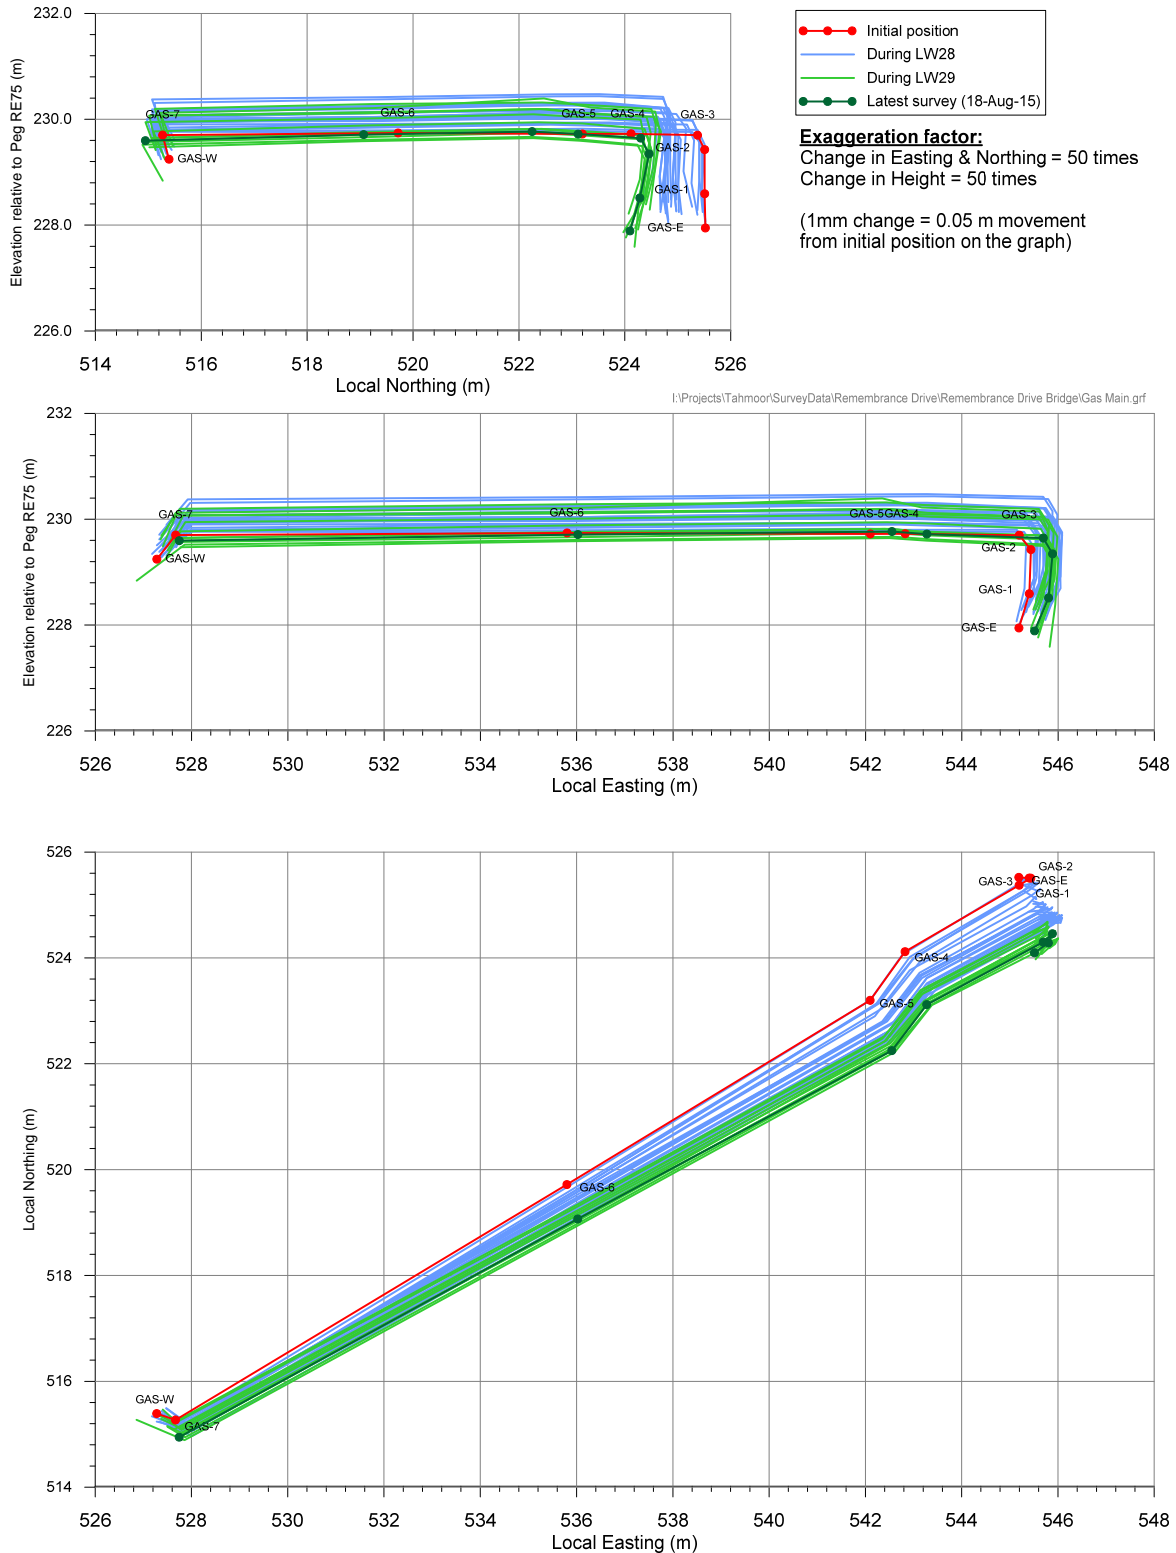 232.0
230.0
228.0
226.0
Elevation relative to Peg RE75 (m)
GAS-7
GAS-W
GAS-6
GAS-5
GAS-4
GAS-3
GAS-2
GAS-1
GAS-E
514 516 518 520 522 524 526
Local Northing (m)
Initial position
During LW28
During LW29
Latest survey (18-Aug-15)
Exaggeration factor:
Change in Easting & Northing = 50 times
Change in Height = 50 times
(1mm change = 0.05 m movement
from initial position on the graph)
I:\Projects\Tahmoor\SurveyData\Remembrance Drive\Remembrance Drive Bridge\Gas Main.grf
232
230
228
226
Elevation relative to Peg RE75 (m)
GAS-7
GAS-W
GAS-6
GAS-5
GAS-4
GAS-3
GAS-2
GAS-1
GAS-E
526 528 530 532 534 536 538 540 542 544 546 548
Local Easting (m)
526
524
522
520
518
516
514
Local Northing (m)
GAS-2
GAS-3
GAS-E
GAS-1
GAS-4
GAS-5
GAS-6
GAS-W
GAS-7
526 528 530 532 534 536 538 540 542 544 546 548
Local Easting (m)